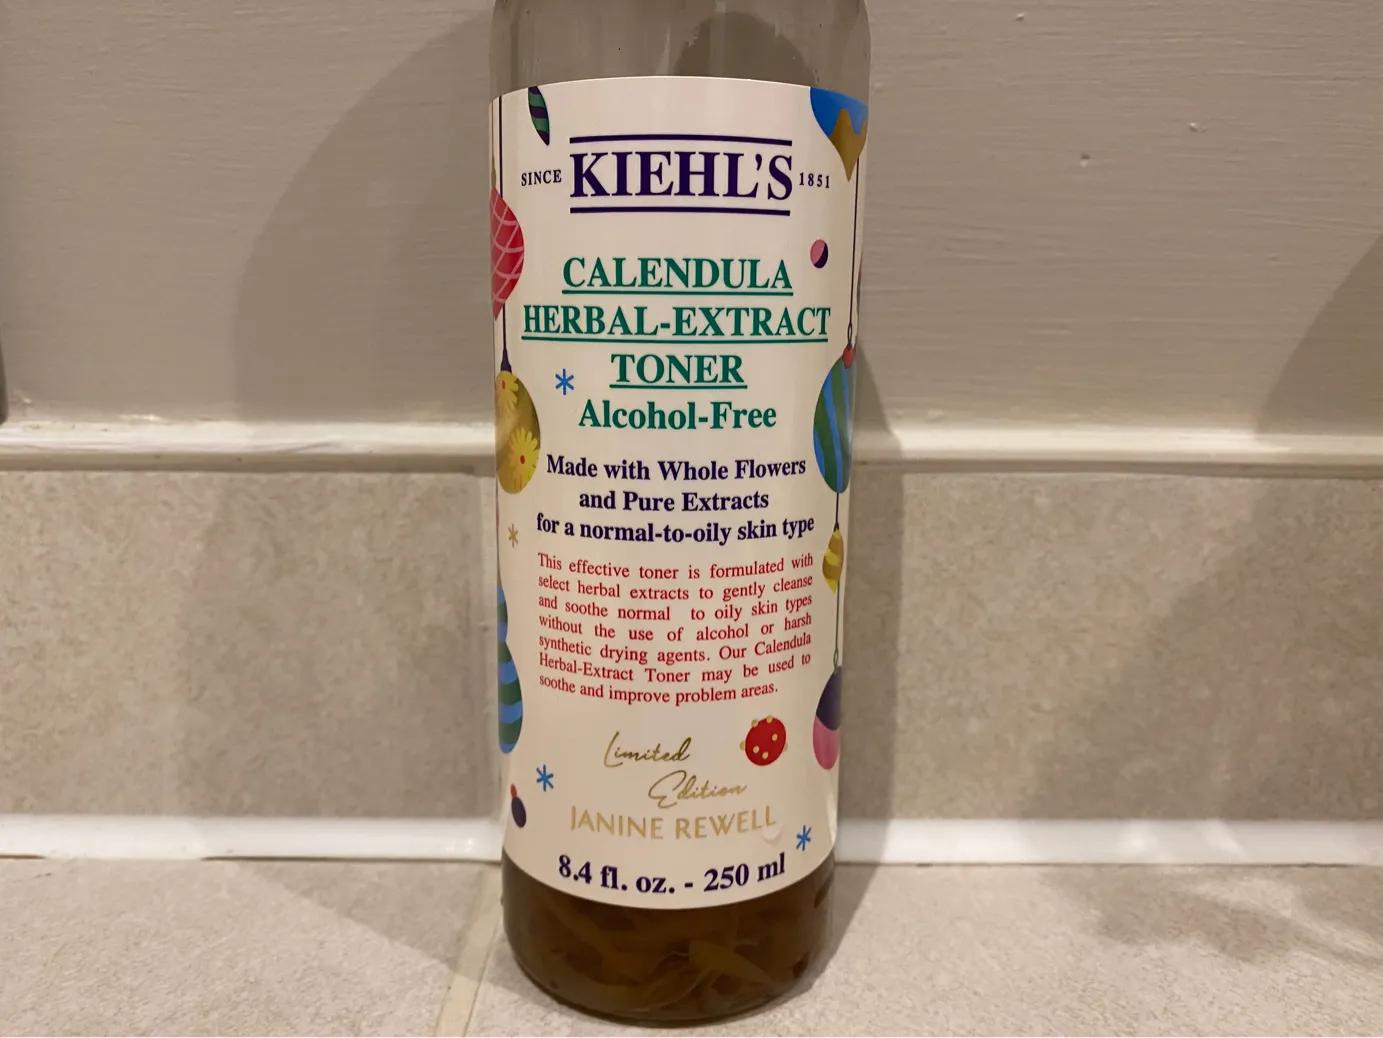 SINCE KIEHL'S 1851
CALENDULA
HERBAL-EXTRACT
TONER
Alcohol-Free
Made with Whole Flowers
and Pure Extracts
for a normal-to-oily skin type
This effective toner is formulated with
select herbal extracts to gently cleanse
and soothe normal to oily skin types
without the use of alcohol or harsh
synthetic drying agents. Our Calendula
Herbal-Extract Toner may be used to
soothe and improve problem areas.
Limited
Edition
JANINE REWELL
8.4 fl. oz. - 250 ml